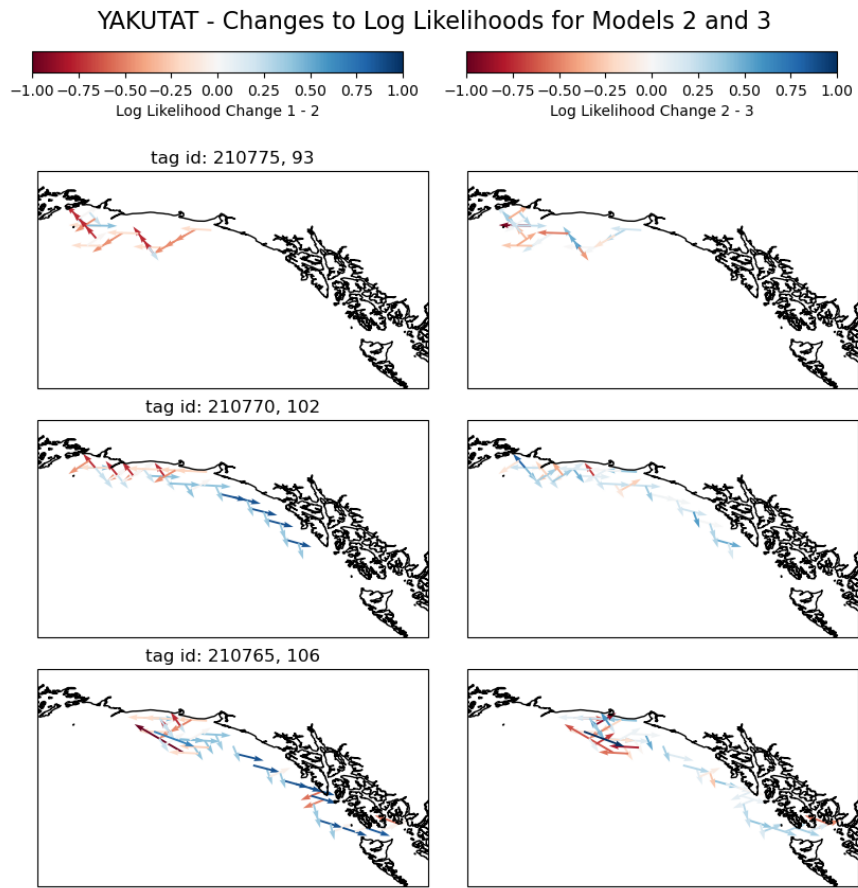 YAKUTAT - Changes to Log Likelihoods for Models 2 and 3
−1.00 −0.75 −0.50 −0.25 0.00 0.25 0.50 0.75 1.00
Log Likelihood Change 1 - 2
−1.00 −0.75 −0.50 −0.25 0.00 0.25 0.50 0.75 1.00
Log Likelihood Change 2 - 3
tag id: 210775, 93
tag id: 210770, 102
tag id: 210765, 106